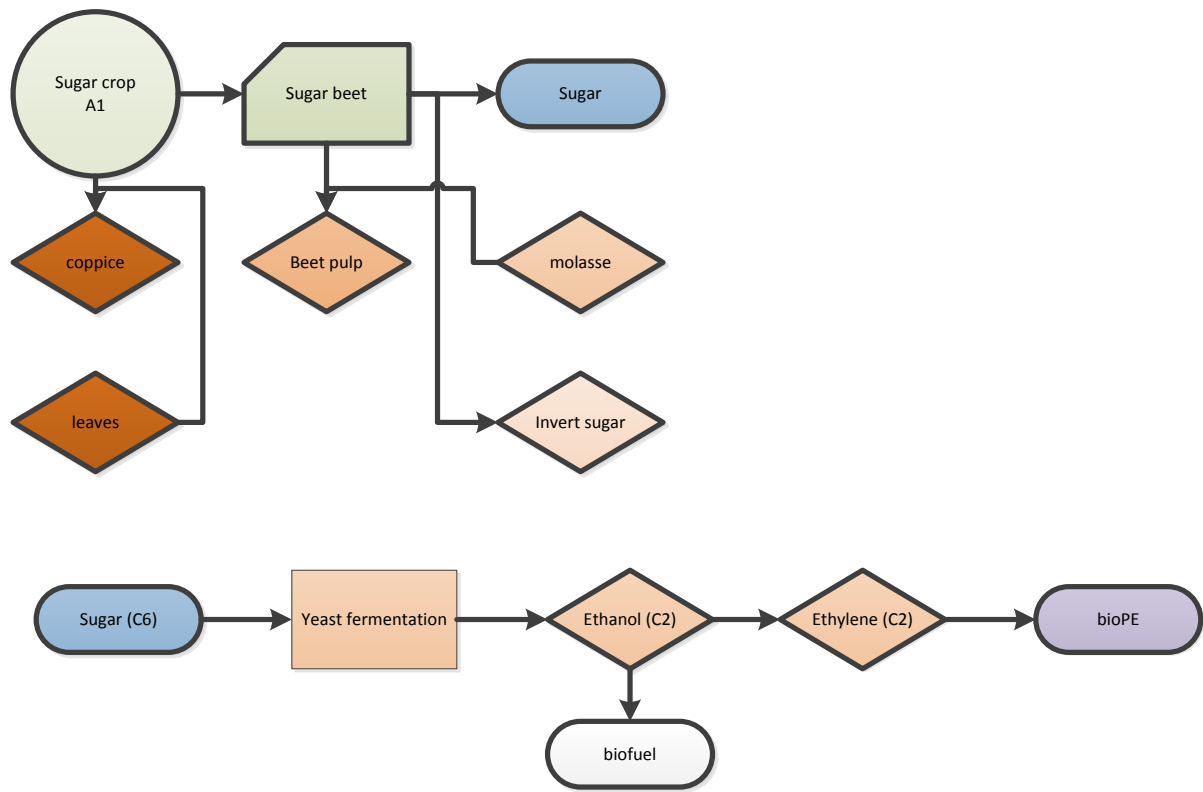 Sugar crop
A1
Sugar beet
Sugar
coppice
Beet pulp
molasse
leaves
Invert sugar
Sugar (C6)
Yeast fermentation
Ethanol (C2)
Ethylene (C2)
bioPE
biofuel